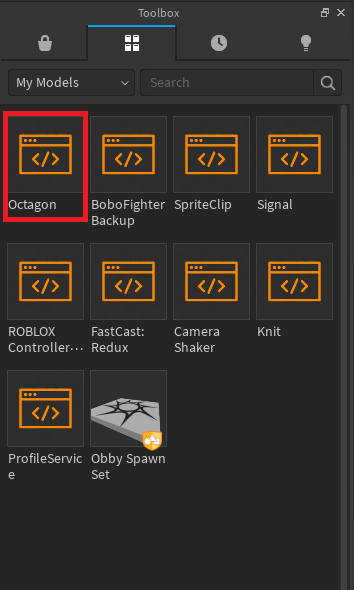 Toolbox
My Models
Search
Octagon
BoboFighter
Backup
SpriteClip
Signal
ROBLOX
Controller⋯
FastCast:
Redux
Camera
Shaker
Knit
ProfileServic
e
Obby Spawn
Set